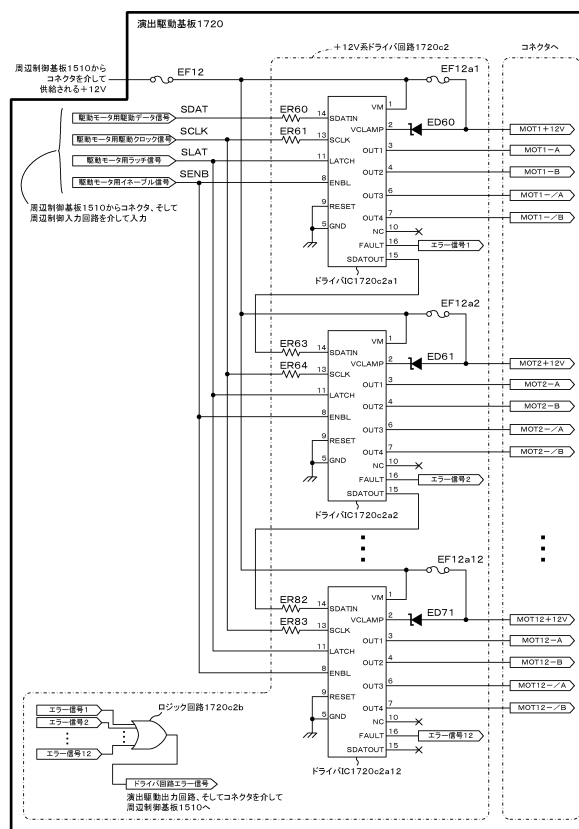 演出駆動基板1720
+12V系ドライバ回路1720c2
コネクタへ
周辺制御基板1510から
コネクタを介して
供給される+12V
EF12
EF12a1
VM 1
SDAT
ER60
駆動モータ用駆動データ信号
14 SDATIN
VCLAMP 2
ED60
MOT1+12V
SCLK
ER61
駆動モータ用駆動クロック信号
13 SCLK
OUT1 3
MOT1-A
SLAT
駆動モータ用ラッチ信号
11 LATCH
OUT2 4
MOT1-B
SENB
駆動モータ用イネーブル信号
8 ENBL
OUT3 6
MOT1-/A
9 RESET
OUT4 7
MOT1-/B
5 GND
NC 10
FAULT 16
エラー信号1
SDATOUT 15
周辺制御基板1510からコネクタ、そして
周辺制御入力回路を介して入力
ドライバIC1720c2a1
EF12a2
VM 1
ER63
14 SDATIN
VCLAMP 2
ED61
MOT2+12V
ER64
13 SCLK
OUT1 3
MOT2-A
11 LATCH
OUT2 4
MOT2-B
8 ENBL
OUT3 6
MOT2-/A
9 RESET
OUT4 7
MOT2-/B
5 GND
NC 10
FAULT 16
エラー信号2
SDATOUT 15
ドライバIC1720c2a2
EF12a12
VM 1
ER82
14 SDATIN
VCLAMP 2
ED71
MOT12+12V
ER83
13 SCLK
OUT1 3
MOT12-A
11 LATCH
OUT2 4
MOT12-B
8 ENBL
OUT3 6
MOT12-/A
9 RESET
OUT4 7
MOT12-/B
5 GND
NC 10
FAULT 16
エラー信号12
SDATOUT 15
ドライバIC1720c2a12
ロジック回路1720c2b
エラー信号1
エラー信号2
エラー信号12
ドライバ回路エラー信号
演出駆動出力回路、そしてコネクタを介して
周辺制御基板1510へ